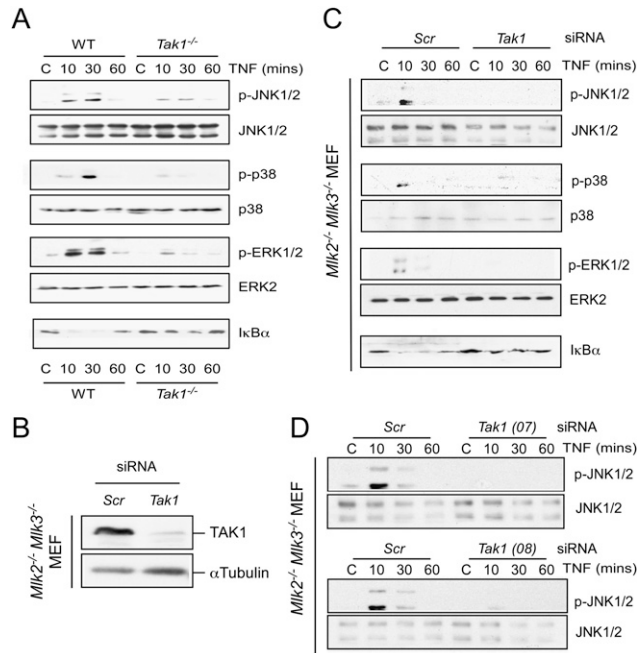 A
WT Tak1-/-
C 10 30 60 C 10 30 60 TNF (mins)
p-JNK1/2
JNK1/2
p-p38
p38
p-ERK1/2
ERK2
IκBα
C 10 30 60 C 10 30 60
WT Tak1-/-
B
siRNA
Scr Tak1
Mlk2-/- Mlk3-/-
MEF
TAK1
αTubulin
C
Scr Tak1 siRNA
C 10 30 60 C 10 30 60 TNF (mins)
Mlk2-/- Mlk3-/- MEF
p-JNK1/2
JNK1/2
p-p38
p38
p-ERK1/2
ERK2
IκBα
D
Scr Tak1 (07) siRNA
C 10 30 60 C 10 30 60 TNF (mins)
Mlk2-/- Mlk3-/- MEF
p-JNK1/2
JNK1/2
Scr Tak1 (08) siRNA
C 10 30 60 C 10 30 60 TNF (mins)
p-JNK1/2
JNK1/2